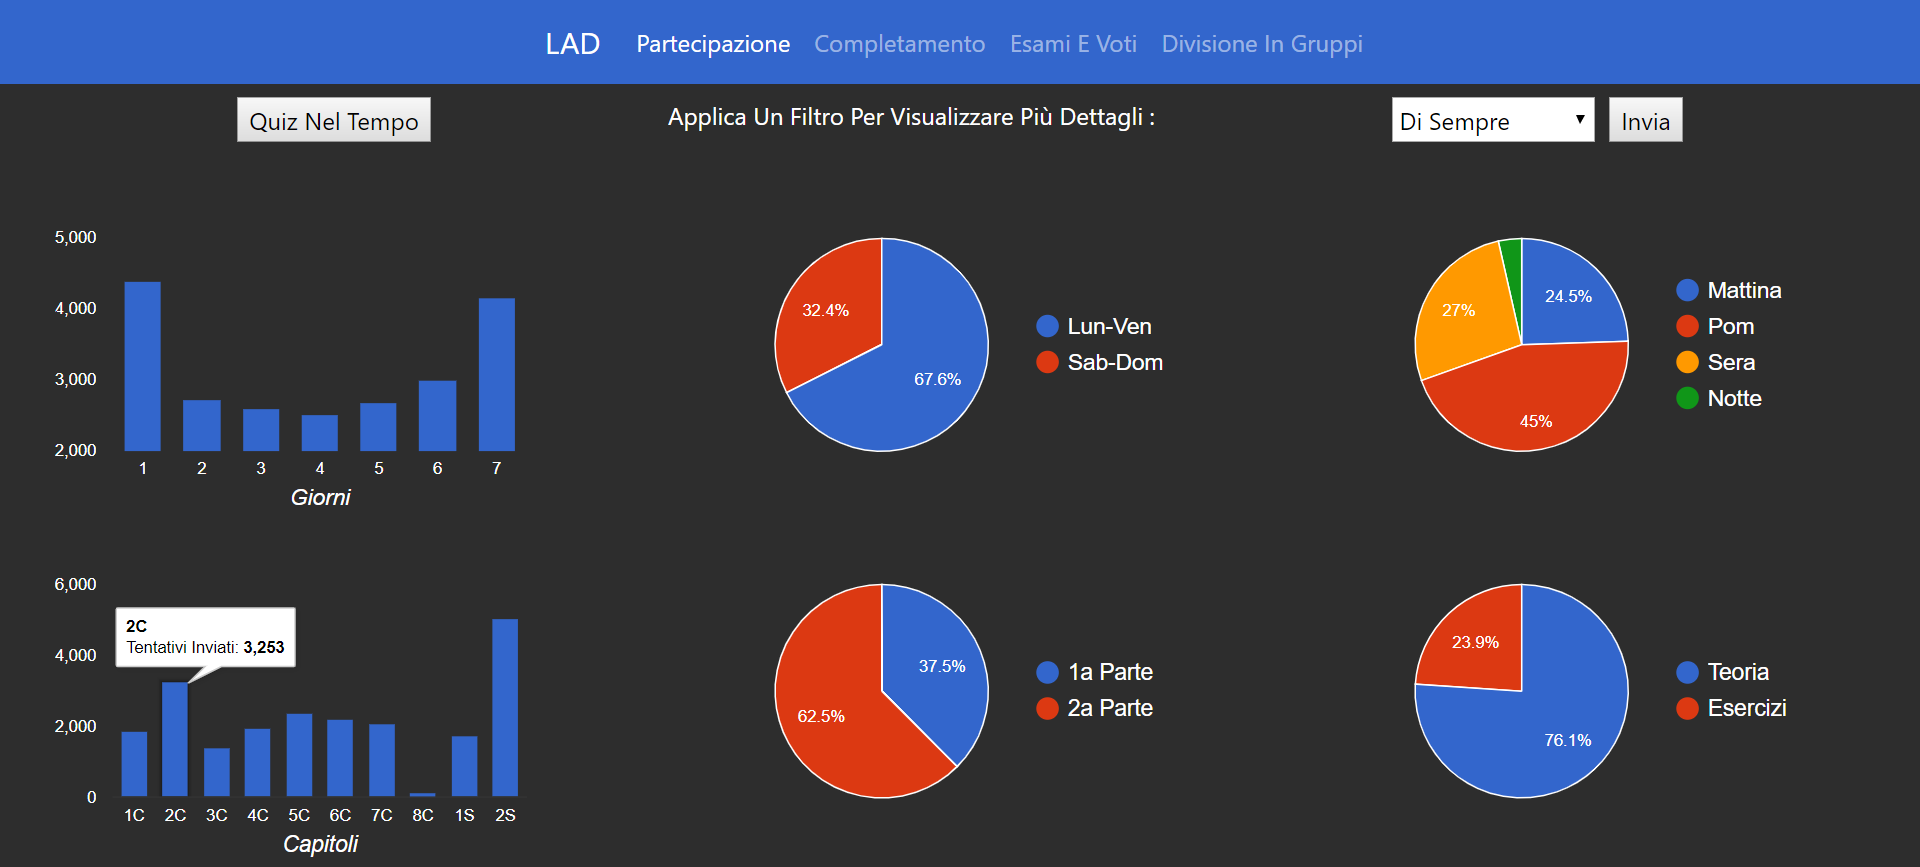 LAD Partecipazione Completamento Esami E Voti Divisione In Gruppi
Quiz Nel Tempo
Applica Un Filtro Per Visualizzare Più Dettagli :
Di Sempre
Invia
5,000
4,000
3,000
2,000
1 2 3 4 5 6 7
Giorni
32.4%
67.6%
Lun-Ven
Sab-Dom
24.5%
27%
45%
Mattina
Pom
Sera
Notte
6,000
4,000
2,000
0
2C
Tentativi Inviati: 3,253
1C 2C 3C 4C 5C 6C 7C 8C 1S 2S
Capitoli
37.5%
62.5%
1a Parte
2a Parte
23.9%
76.1%
Teoria
Esercizi